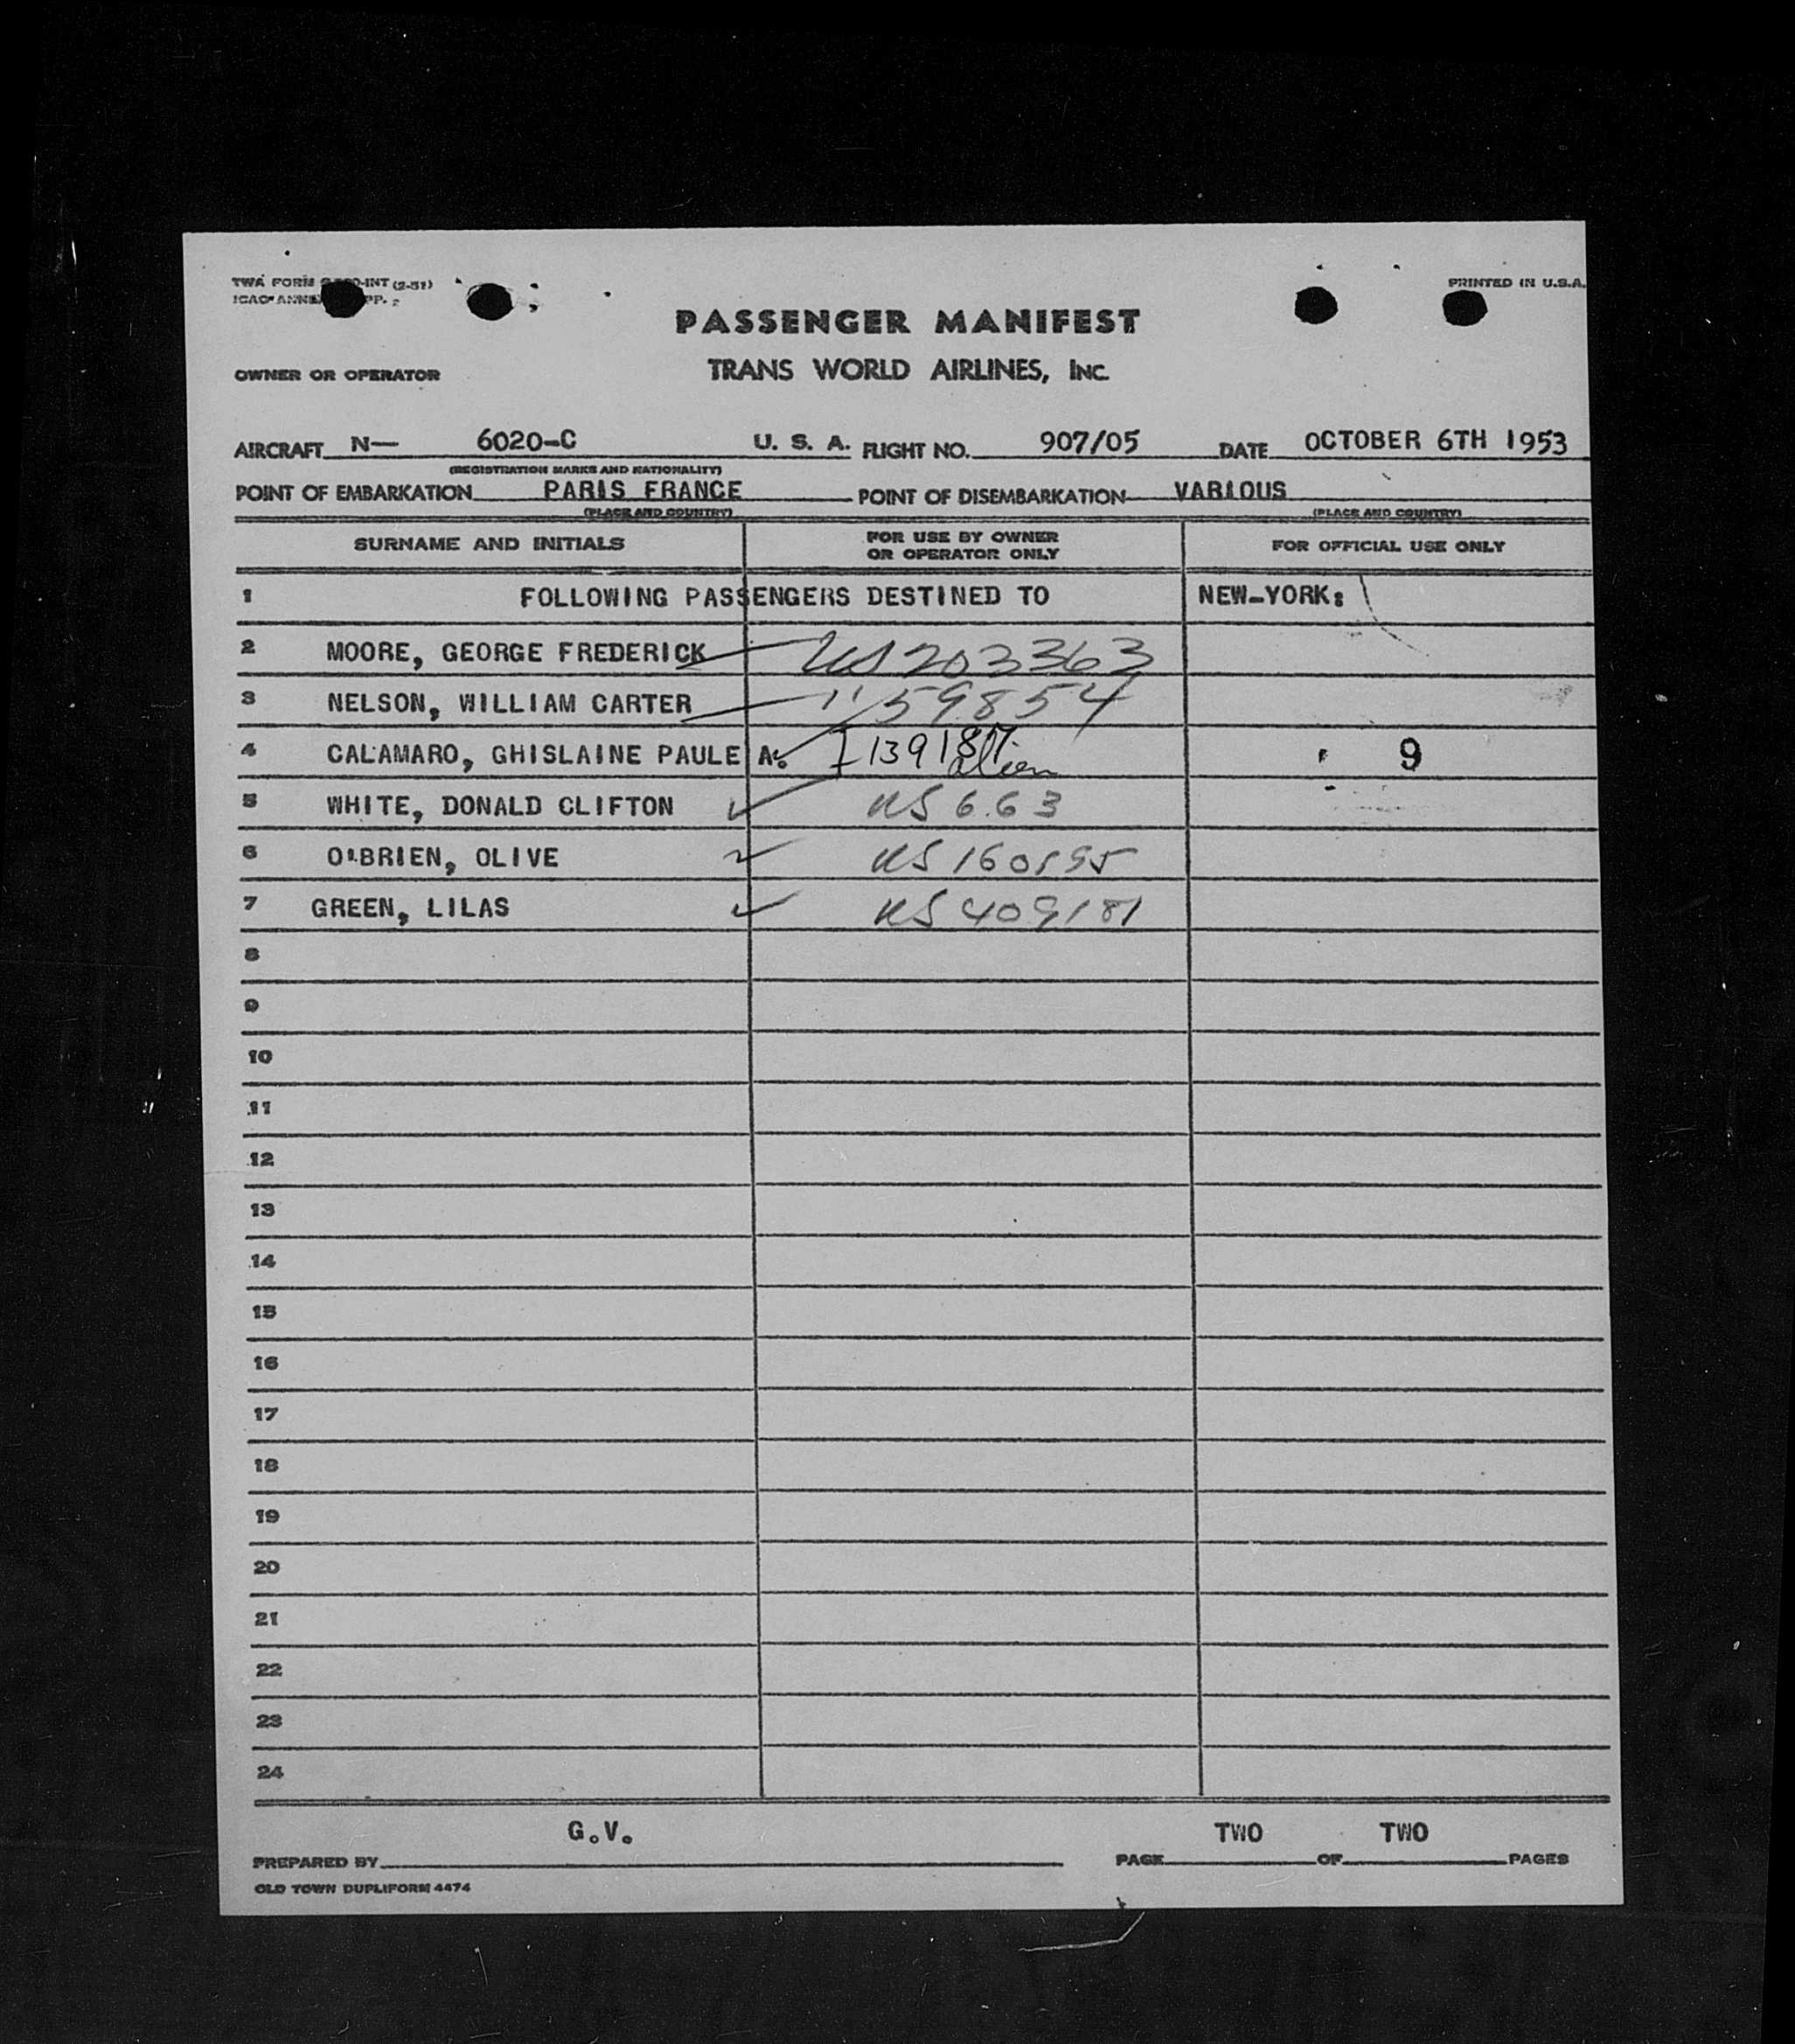 TWA FORM -INT (2-51) PRINTED IN U.S.A.
ICAO ANNEX PP. 2
PASSENGER MANIFEST
OWNER OR OPERATOR TRANS WORLD AIRLINES, INC.
AIRCRAFT N— 6020-C U. S. A. FLIGHT NO. 907/05 DATE OCTOBER 6TH 1953
(REGISTRATION MARKS AND NATIONALITY)
POINT OF EMBARKATION PARIS FRANCE POINT OF DISEMBARKATION VARIOUS
(PLACE AND COUNTRY) (PLACE AND COUNTRY)
SURNAME AND INITIALS FOR USE BY OWNER OR OPERATOR ONLY FOR OFFICIAL USE ONLY
1 FOLLOWING PASSENGERS DESTINED TO NEW-YORK:
2 MOORE, GEORGE FREDERICK US 203363
3 NELSON, WILLIAM CARTER " 59854
4 CALAMARO, GHISLAINE PAULE A. alien 9
5 WHITE, DONALD CLIFTON US 663
6 O'BRIEN, OLIVE US
7 GREEN, LILAS US 409181
8
9
10
11
12
13
14
15
16
17
18
19
20
21
22
23
24
G.V. TWO TWO
PREPARED BY PAGE OF PAGES
OLD TOWN DUPLIFORM 4474